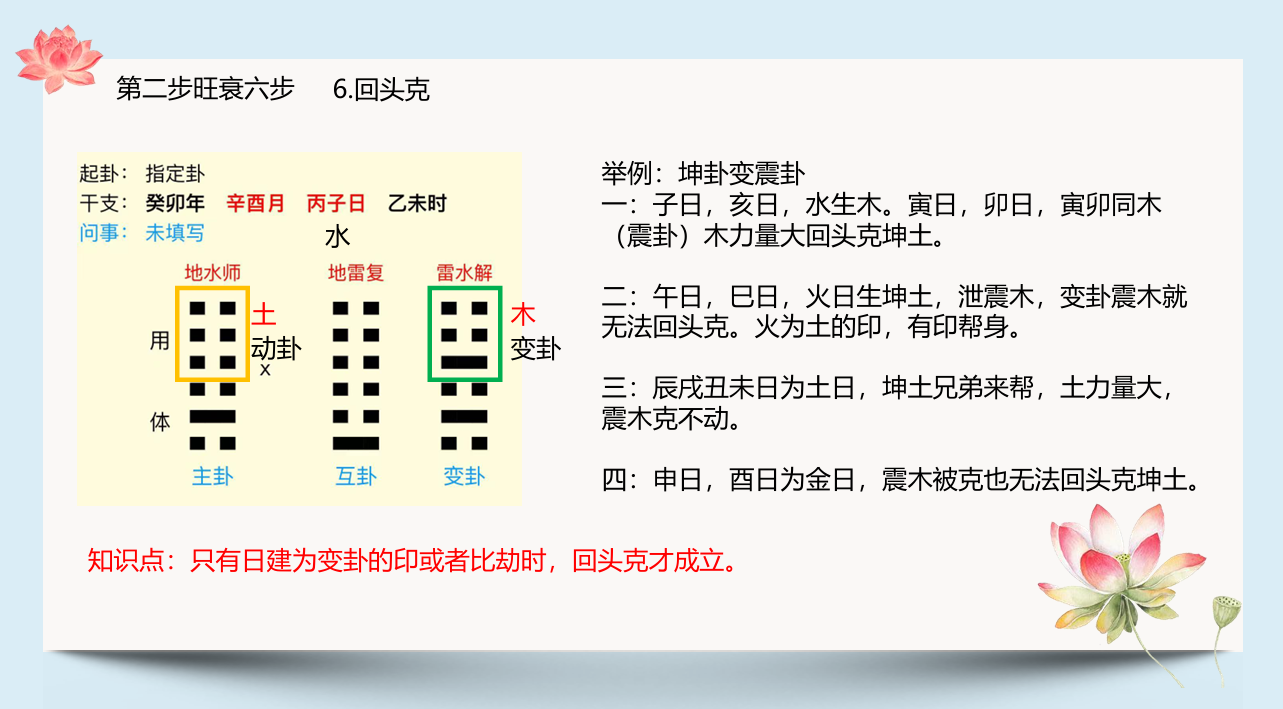 第二步旺衰六步 6.回头克
起卦： 指定卦
干支： 癸卯年 辛酉月 丙子日 乙未时
问事： 未填写
水
地水师 地雷复 雷水解
土
动卦
x
木
变卦
用
体
主卦 互卦 变卦
举例：坤卦变震卦
一：子日，亥日，水生木。寅日，卯日，寅卯同木
（震卦）木力量大回头克坤土。
二：午日，巳日，火日生坤土，泄震木，变卦震木就
无法回头克。火为土的印，有印帮身。
三：辰戌丑未日为土日，坤土兄弟来帮，土力量大，
震木克不动。
四：申日，酉日为金日，震木被克也无法回头克坤土。
知识点：只有日建为变卦的印或者比劫时，回头克才成立。